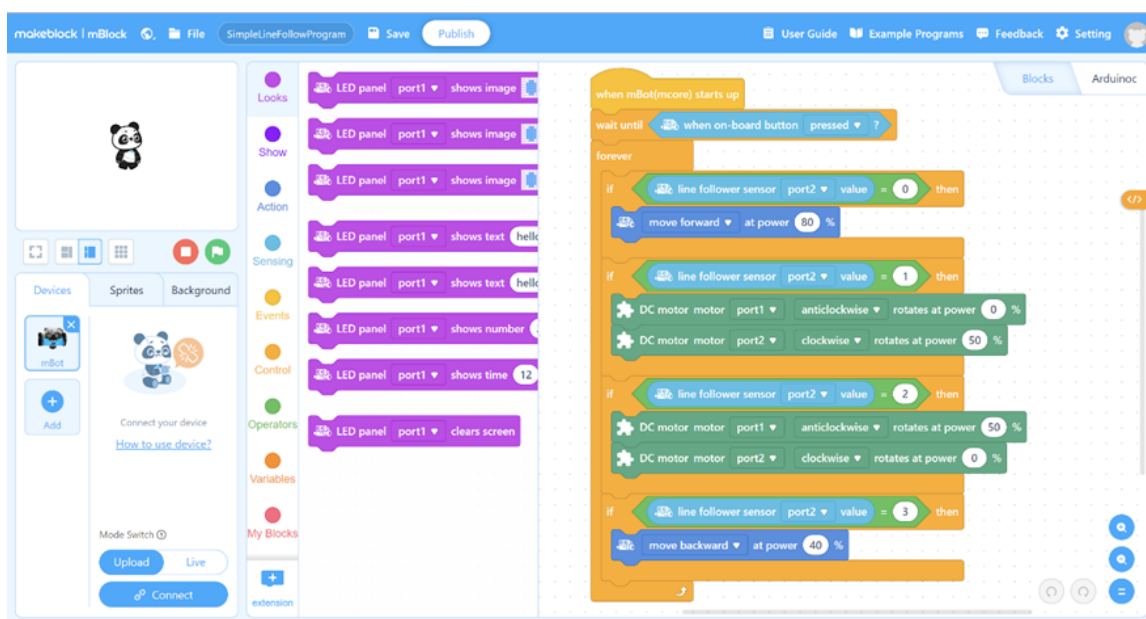 makeblock | mBlock File SimpleLineFollowProgram Save Publish User Guide Example Programs Feedback Setting
Blocks Arduinoc
Looks
Show
Action
Sensing
Events
Control
Operators
Variables
My Blocks
extension
LED panel port1 shows image
LED panel port1 shows image
LED panel port1 shows image
LED panel port1 shows text hello
LED panel port1 shows text hello
LED panel port1 shows number
LED panel port1 shows time 12
LED panel port1 clears screen
Devices Sprites Background
mBot
Add
Connect your device
How to use device?
Mode Switch
Upload Live
Connect
when mBot(mcore) starts up
wait until when on-board button pressed ?
forever
if line follower sensor port2 value = 0 then
move forward at power 80 %
if line follower sensor port2 value = 1 then
DC motor motor port1 anticlockwise rotates at power 0 %
DC motor motor port2 clockwise rotates at power 50 %
if line follower sensor port2 value = 2 then
DC motor motor port1 anticlockwise rotates at power 50 %
DC motor motor port2 clockwise rotates at power 0 %
if line follower sensor port2 value = 3 then
move backward at power 40 %